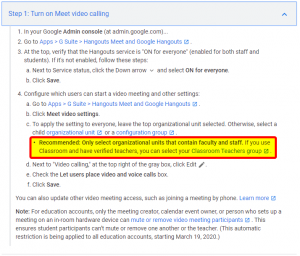 Step 1: Turn on Meet video calling
1. In your Google Admin console (at admin.google.com)...
2. Go to Apps > G Suite > Hangouts Meet and Google Hangouts.
3. At the top, verify that the Hangouts service is "ON for everyone" (enabled for both staff and
students). If it's not enabled, follow these steps:
a. Next to Service status, click the Down arrow and select ON for everyone.
b. Click Save.
4. Configure which users can start a video meeting and other settings:
a. Go to Apps > G Suite > Hangouts Meet and Google Hangouts.
b. Click Meet video settings.
c. To apply the setting to everyone, leave the top organizational unit selected. Otherwise, select a
child organizational unit or a configuration group.
• Recommended: Only select organizational units that contain faculty and staff. If you use
Classroom and have verified teachers, you can select your Classroom Teachers group.
d. Next to "Video calling," at the top right of the gray box, click Edit.
e. Check the Let users place video and voice calls box.
f. Click Save.
You can also update other video meeting access, such as joining a meeting by phone. Learn more
Note: For education accounts, only the meeting creator, calendar event owner, or person who sets up a
meeting on an in-room hardware device can mute or remove video meeting participants. This
ensures student participants can't mute or remove one another or the teacher. (This automatic
restriction is being applied to all education accounts, starting March 19, 2020.)